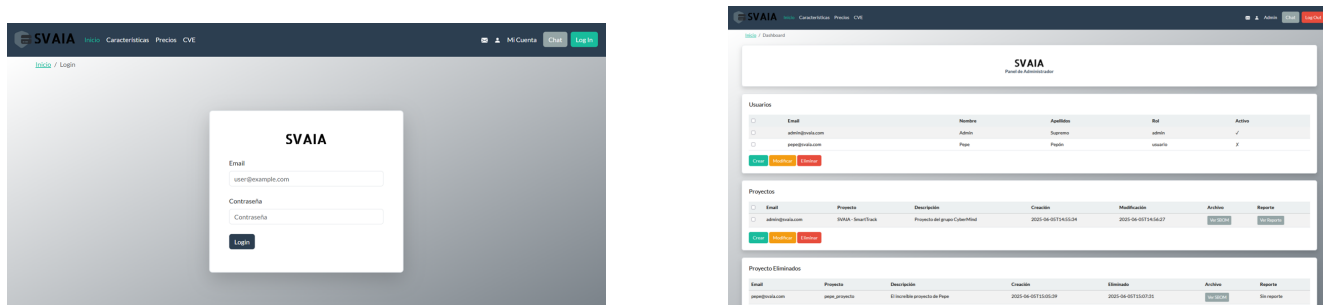 SVAIA Inicio Características Precios CVE Mi Cuenta Chat Log In
Inicio / Login
SVAIA
Email
user@example.com
Contraseña
Contraseña
Login
SVAIA Inicio Características Precios CVE Admin Chat Log Out
Inicio / Dashboard
SVAIA
Panel de Administrador
Usuarios
Email Nombre Apellidos Rol Activo
admin@svaia.com Admin Supremo admin ✓
pepe@svaia.com Pepe Pepón usuario X
Crear Modificar Eliminar
Proyectos
Email Proyecto Descripción Creación Modificación Archivo Reporte
admin@svaia.com SVAIA - SmartTrack Proyecto del grupo CyberMind 2025-06-05T14:55:34 2025-06-05T14:56:27 Ver SBOM Ver Reporte
Crear Modificar Eliminar
Proyecto Eliminados
Email Proyecto Descripción Creación Eliminado Archivo Reporte
pepe@svaia.com pepe_proyecto El increíble proyecto de Pepe 2025-06-05T15:05:39 2025-06-05T15:07:31 Ver SBOM Sin reporte